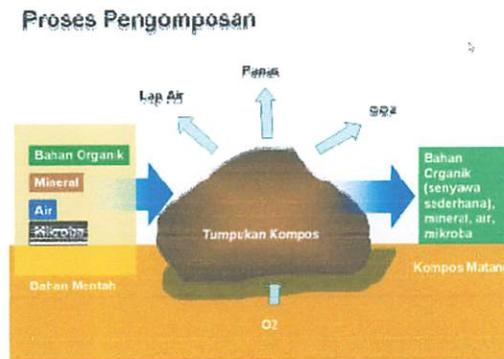 Proses Pengomposan
Panas
Uap Air
CO2
Bahan Organik
Mineral
Air
Mikroba
Tumpukan Kompos
Bahan
Organik
(senyawa
sederhana),
mineral, air,
mikroba
Bahan Mentah
Kompos Matang
O2